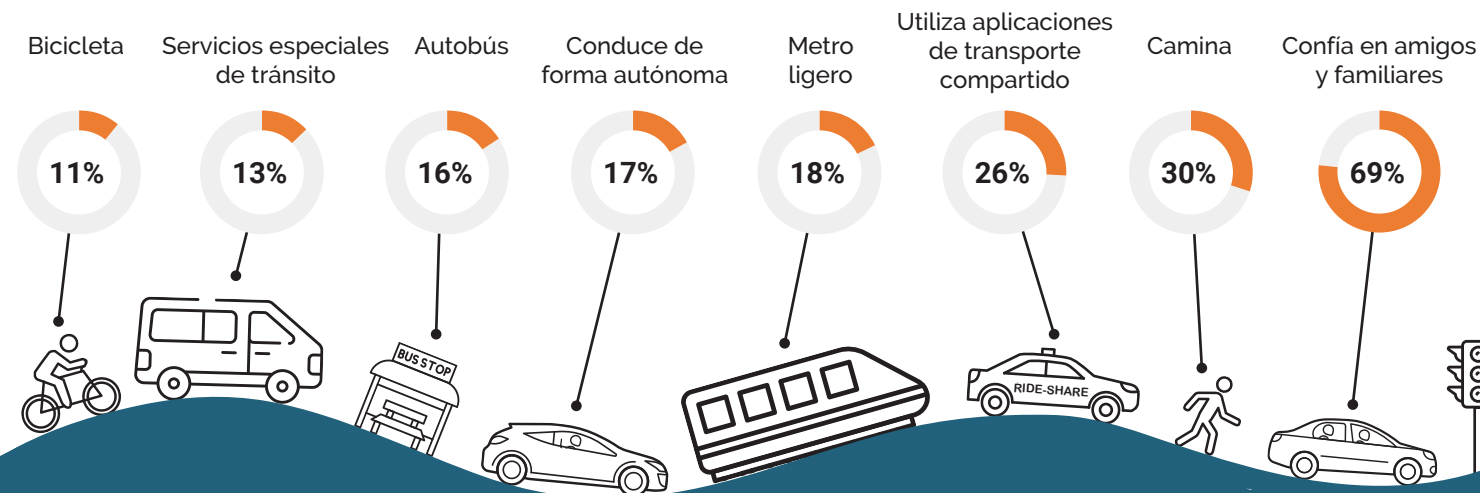 Bicicleta
Servicios especiales
de tránsito
Autobús
Conduce de
forma autónoma
Metro
ligero
Utiliza aplicaciones
de transporte
compartido
Camina
Confía en amigos
y familiares
11%
13%
16%
17%
18%
26%
30%
69%
BUS STOP
RIDE-SHARE